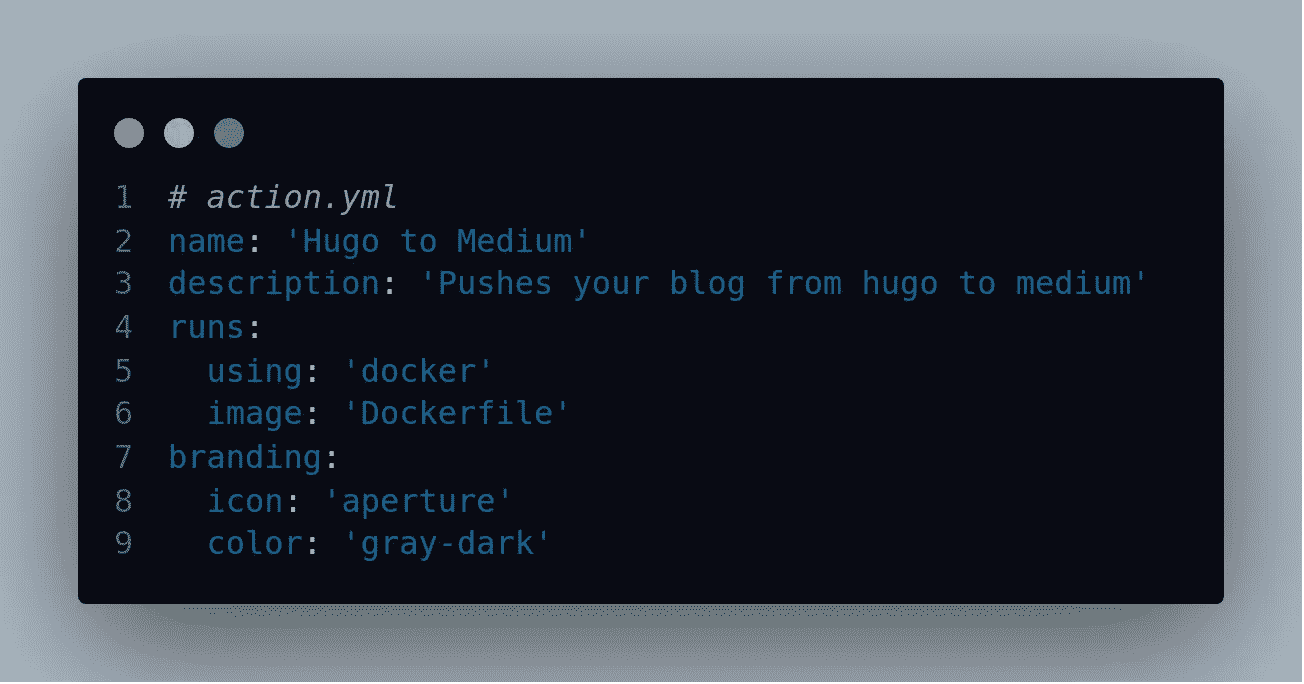 1 # action.yml
2 name: 'Hugo to Medium'
3 description: 'Pushes your blog from hugo to medium'
4 runs:
5   using: 'docker'
6   image: 'Dockerfile'
7 branding:
8   icon: 'aperture'
9   color: 'gray-dark'